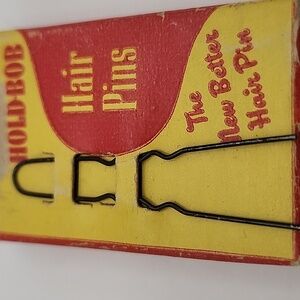 HOLD-BOB
Hair
Pins
The
New Better
Hair Pin